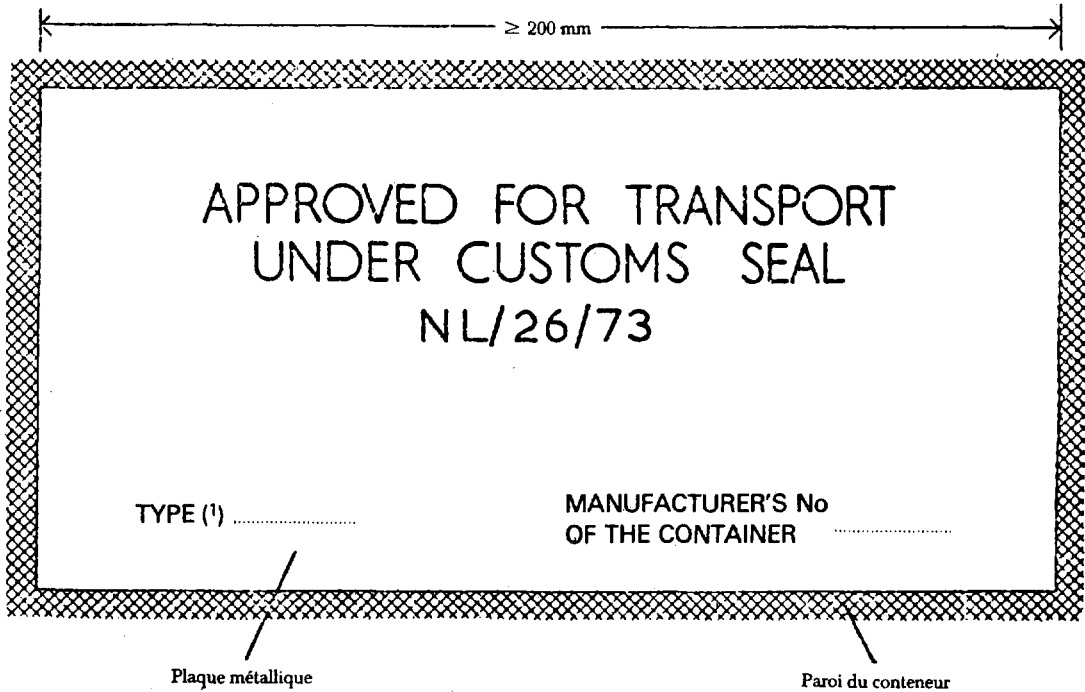 ≥ 200 mm
APPROVED FOR TRANSPORT
UNDER CUSTOMS SEAL
NL/26/73
TYPE (¹) ....................
MANUFACTURER'S No
OF THE CONTAINER ....................
Plaque métallique
Paroi du conteneur